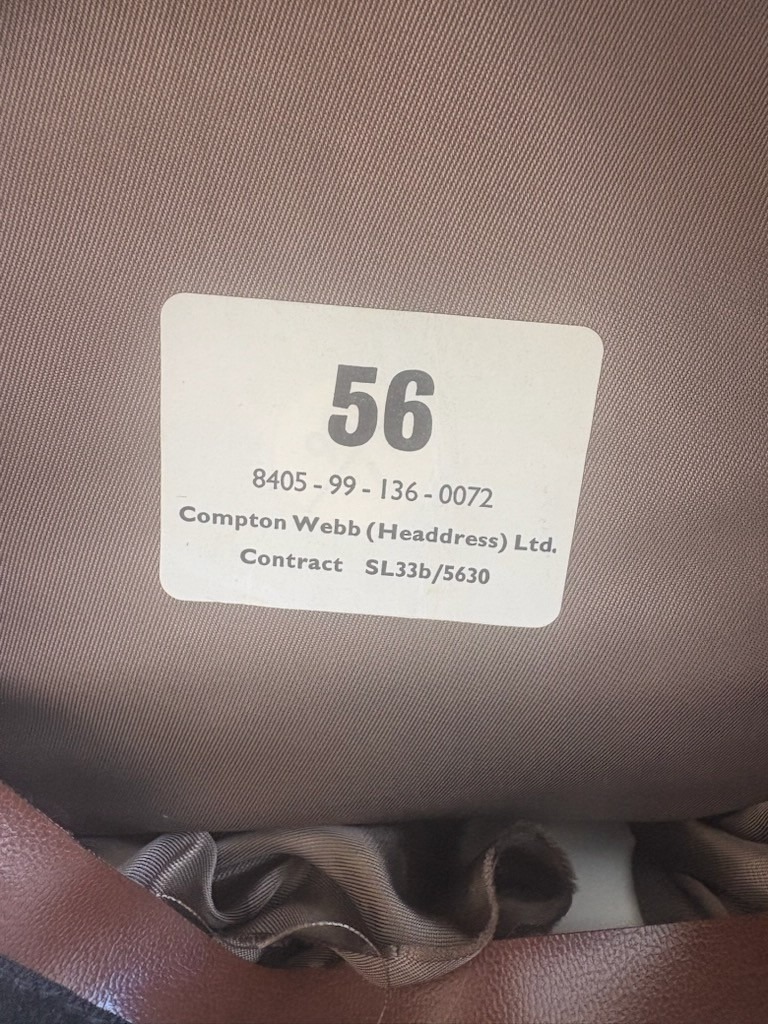 56
8405 - 99 - 136 - 0072
Compton Webb (Headdress) Ltd.
Contract SL33b/5630